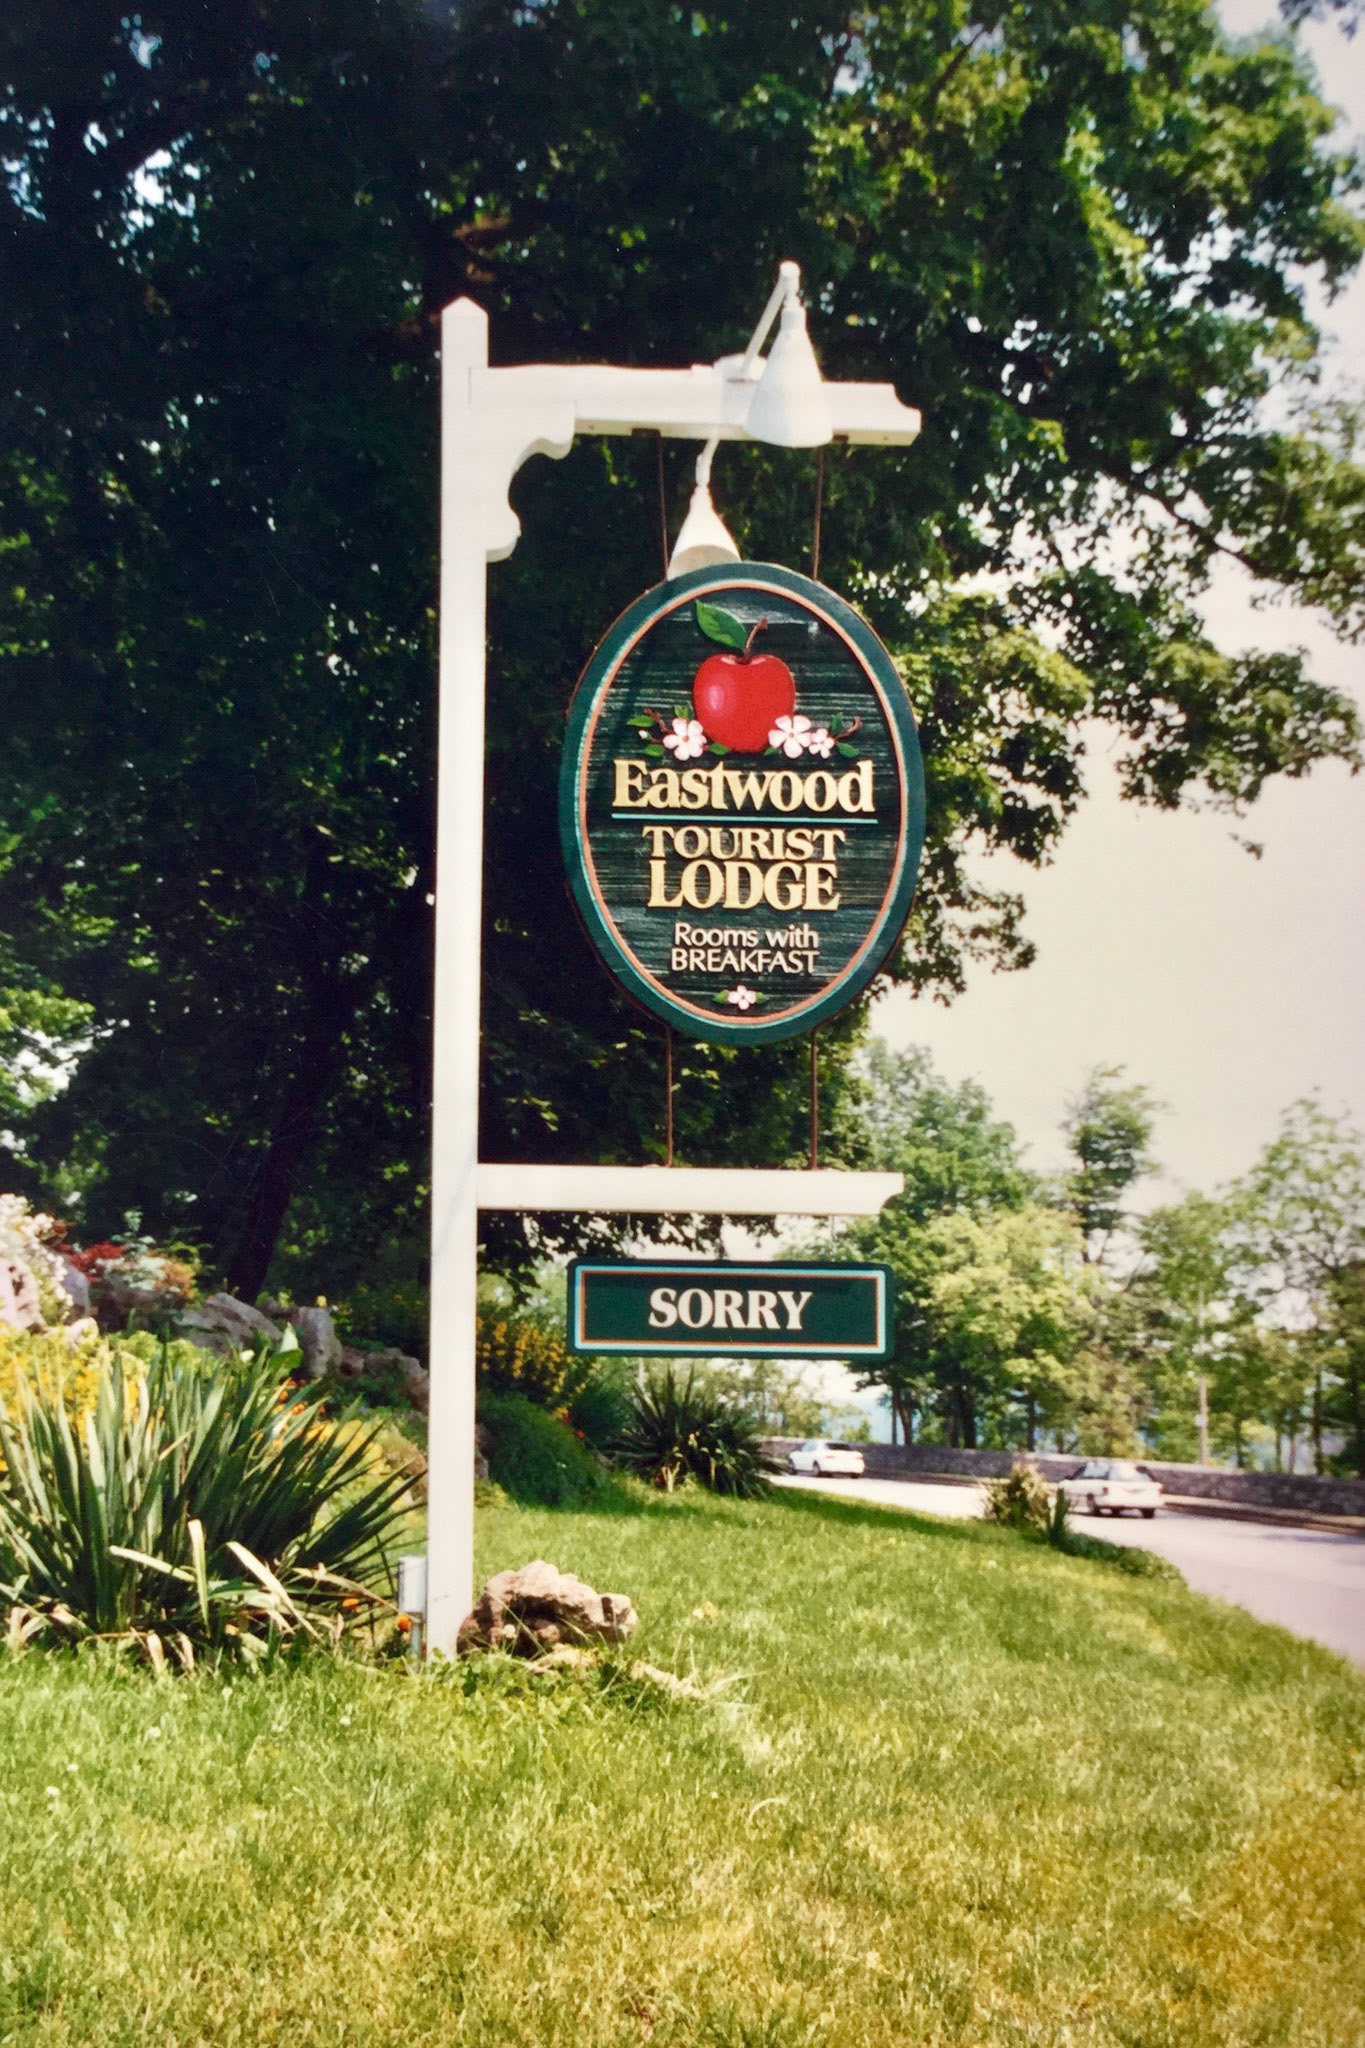 Eastwood
TOURIST
LODGE
Rooms with
BREAKFAST
SORRY